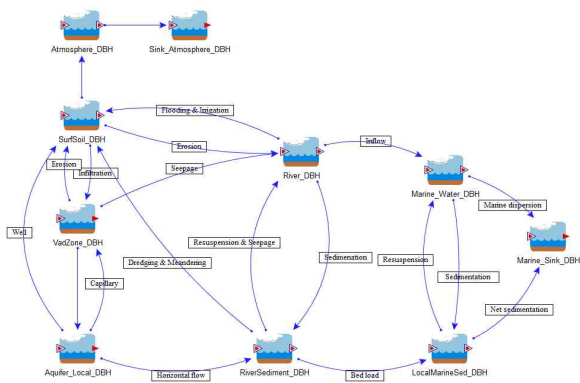 Atmosphere_DBH
Sink_Atmosphere_DBH
Flooding & Irrigation
SurfSoil_DBH
Erosion
Inflow
Erosion
Seepage
River_DBH
Infiltration
Marine_Water_DBH
Marine dispersion
Well
VadZone_DBH
Resuspension & Seepage
Sedimenation
Marine_Sink_DBH
Dredging & Meandering
Resuspension
Sedimentation
Capillary
Net sedimentation
Aquifer_Local_DBH
Horizontal flow
RiverSediment_DBH
Bed load
LocalMarineSed_DBH